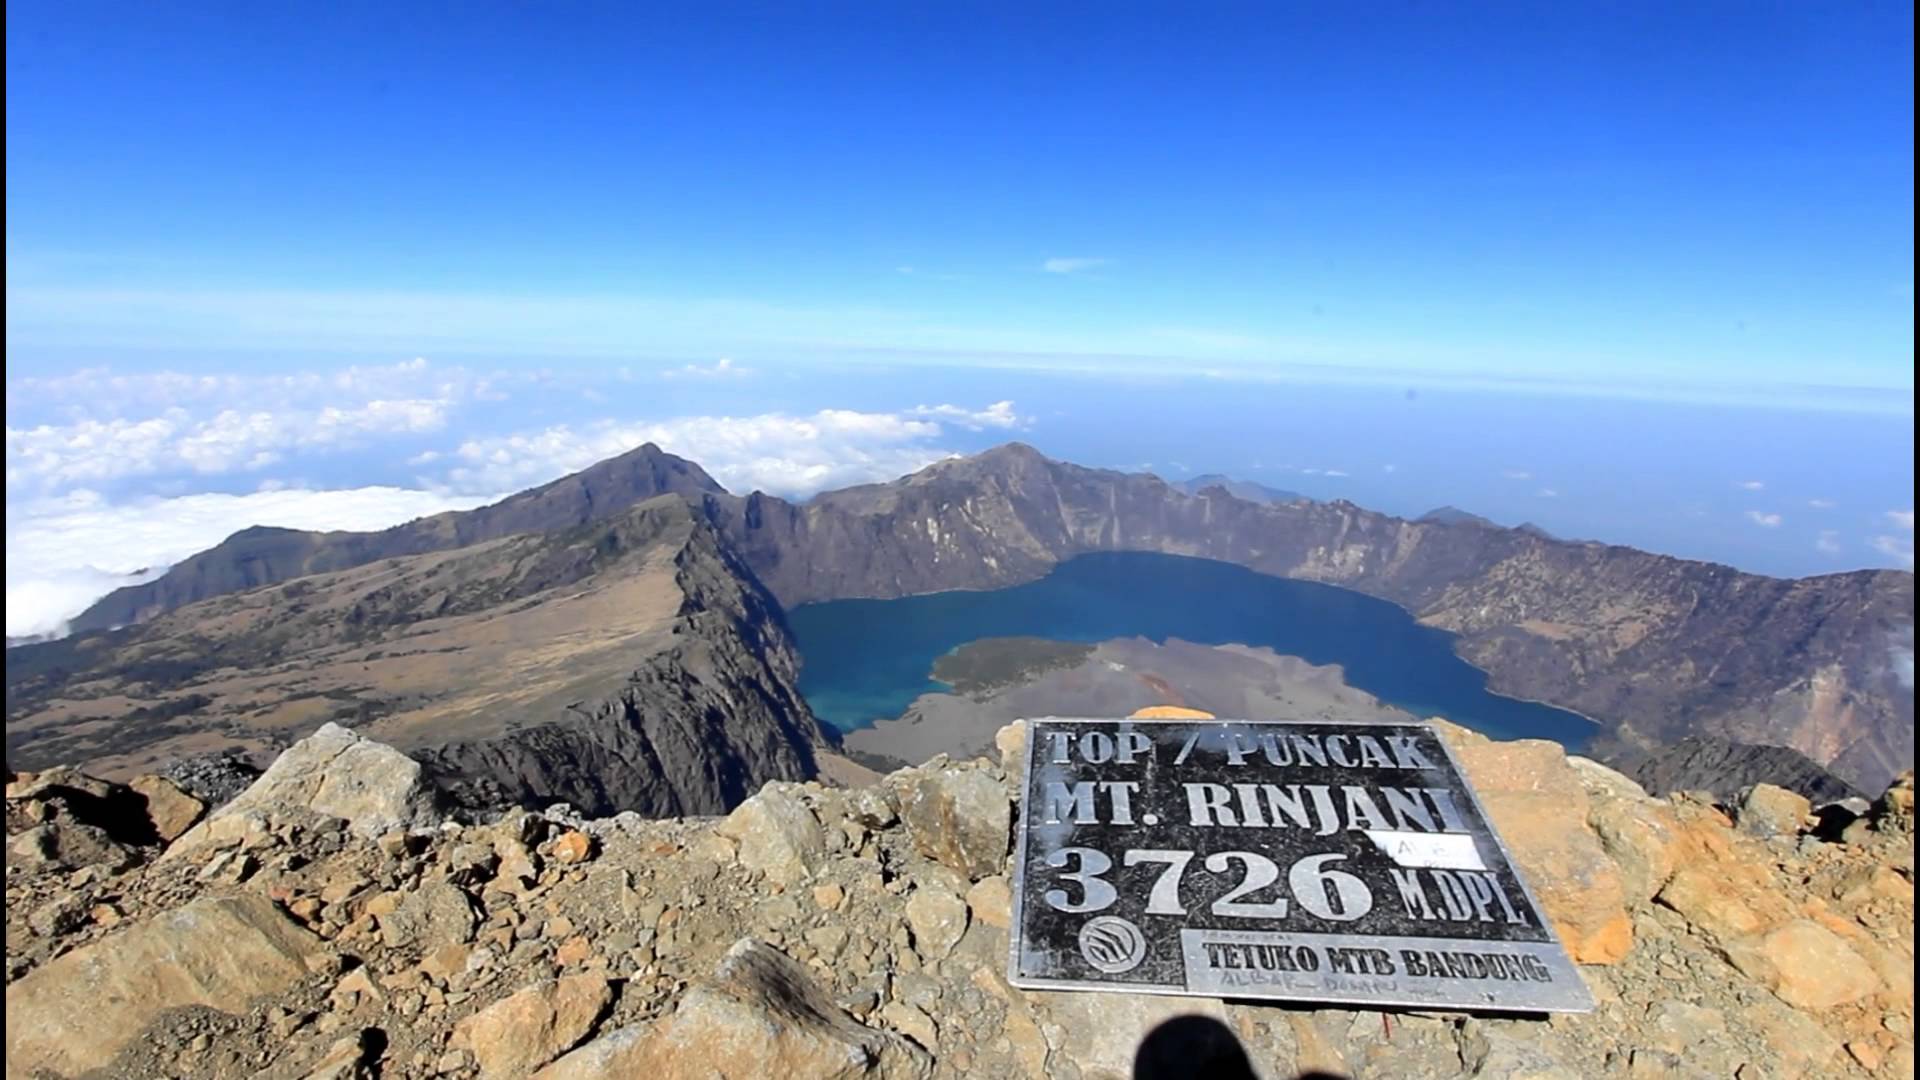 TOP / PUNCAK
MT. RINJANI
3726 M.DPL
TETUKO MTB BANDUNG